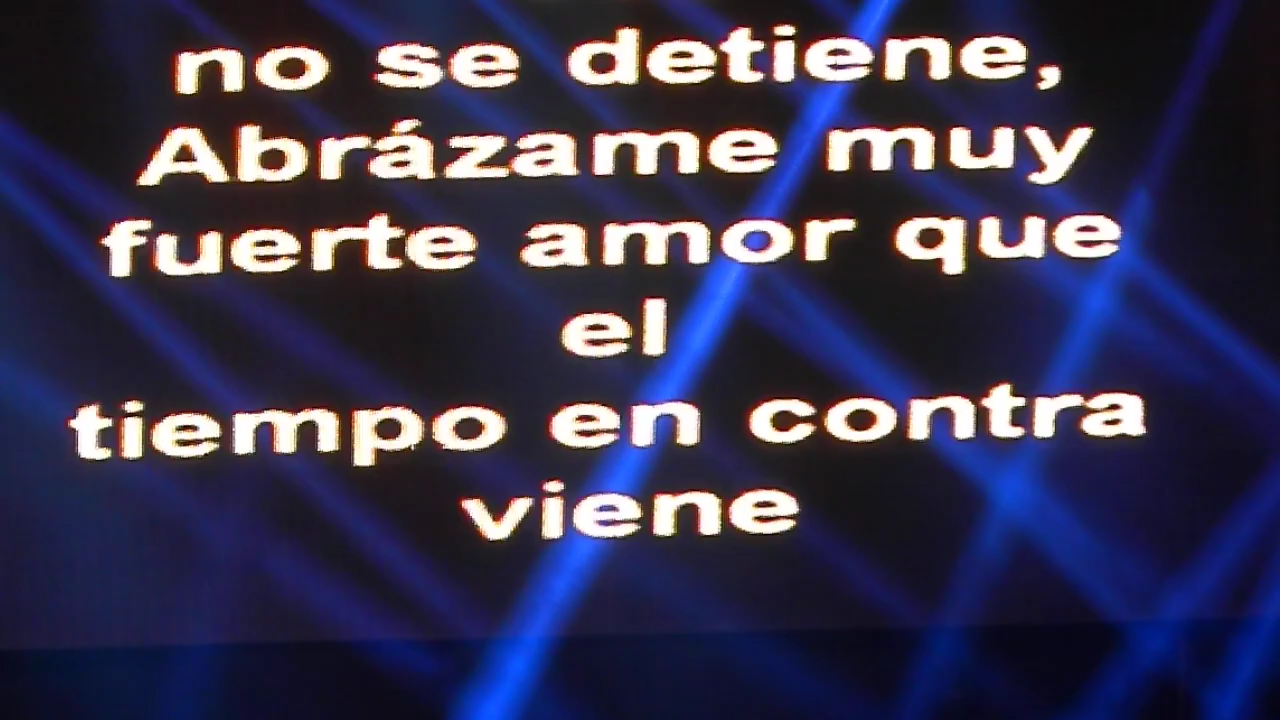 no se detiene,
Abrázame muy
fuerte amor que
el
tiempo en contra
viene